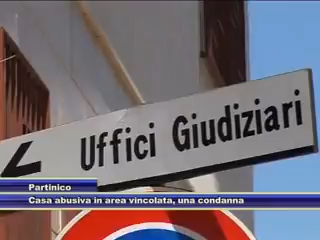 Uffici Giudiziari
Partinico
Casa abusiva in area vincolata, una condanna